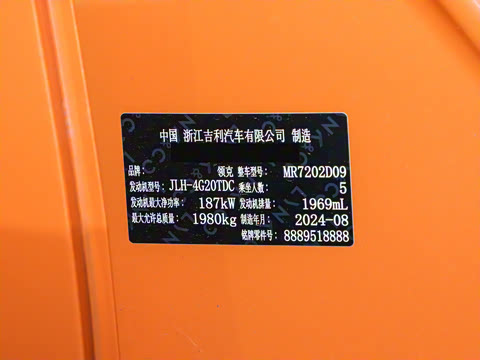 中国 浙江吉利汽车有限公司 制造
品牌: 领克 整车型号: MR7202D09
发动机型号: JLH-4G20TDC 乘坐人数: 5
发动机最大净功率: 187kW 发动机排量: 1969mL
最大允许总质量: 1980kg 制造年月: 2024-08
铭牌零件号: 8889518888